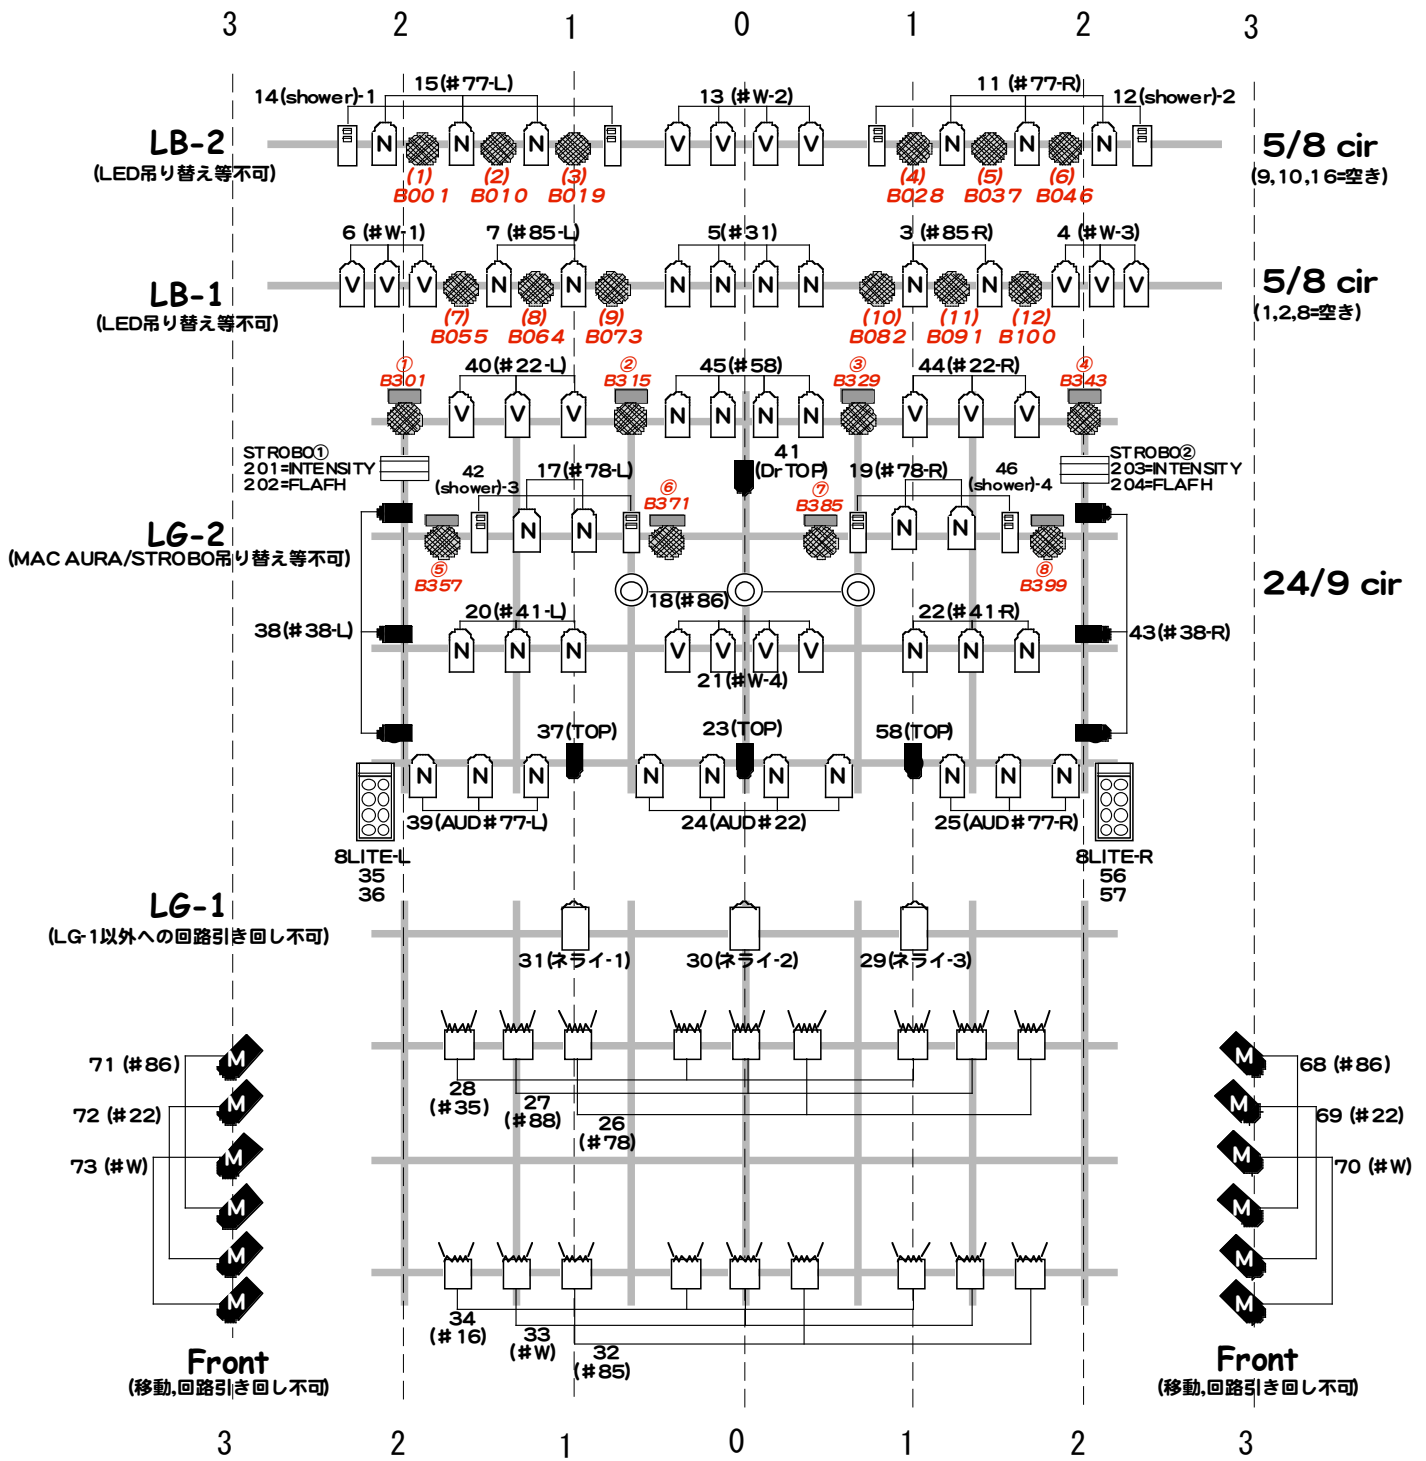 3 2 1 0 1 2 3
14(shower)-1
15(#77-L)
13 (#W-2)
11 (#77-R)
12(shower)-2
LB-2
(LED吊り替え等不可)
N N N V V V V N N N
5/8 cir
(9,10,16=空き)
(1) (2) (3) (4) (5) (6)
B001 B010 B019 B028 B037 B046
6 (#W-1)
7 (#85-L)
5(#31)
3 (#85-R)
4 (#W-3)
LB-1
(LED吊り替え等不可)
V V V N N N N N N N N V V V
5/8 cir
(1,2,8=空き)
(7) (8) (9) (10) (11) (12)
B055 B064 B073 B082 B091 B100
① ② ③ ④
B301 B315 B329 B343
40(#22-L)
45(#58)
44(#22-R)
V V V N N N N V V V
STROBO①
201=INTENSITY
202=FLAFH
STROBO②
203=INTENSITY
204=FLAFH
42
(shower)-3
17(#78-L)
41
(DrTOP)
19(#78-R)
46
(shower)-4
⑥
B371
⑦
B385
LG-2
(MAC AURA/STROBO吊り替え等不可)
N N N N
⑤
B357
⑧
B399
24/9 cir
18(#86)
20(#41-L)
22(#41-R)
38(#38-L)
43(#38-R)
N N N V V V V N N N
21(#W-4)
37(TOP)
23(TOP)
58(TOP)
N N N N N N N N N N
39(AUD#77-L)
24(AUD#22)
25(AUD#77-R)
8LITE-L
35
36
8LITE-R
56
57
LG-1
(LG-1以外への回路引き回し不可)
31(ネライ-1)
30(ネライ-2)
29(ネライ-3)
71 (#86)
72 (#22)
73 (#W)
M M M M M M
28
(#35)
27
(#88)
26
(#78)
68 (#86)
69 (#22)
70 (#W)
M M M M M M
34
(#16)
33
(#W)
32
(#85)
Front
(移動,回路引き回し不可)
Front
(移動,回路引き回し不可)
3 2 1 0 1 2 3